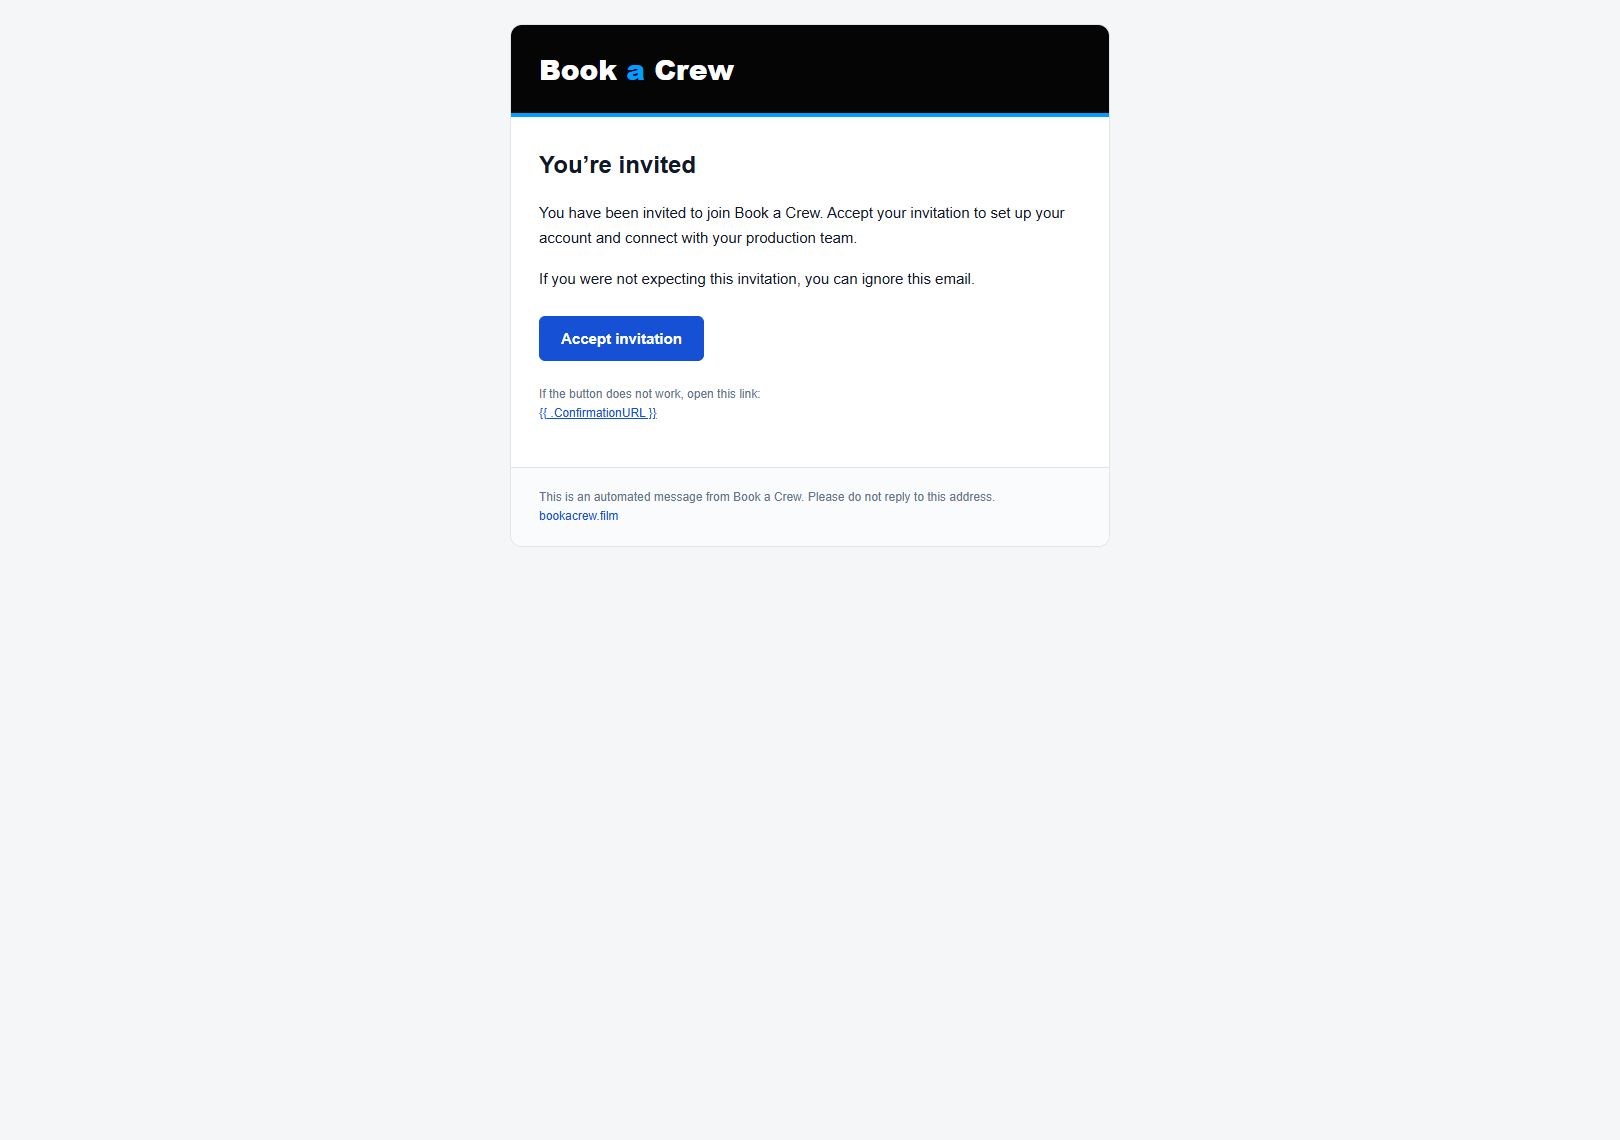 Book a Crew
You’re invited
You have been invited to join Book a Crew. Accept your invitation to set up your
account and connect with your production team.
If you were not expecting this invitation, you can ignore this email.
Accept invitation
If the button does not work, open this link:
{{ .ConfirmationURL }}
This is an automated message from Book a Crew. Please do not reply to this address.
bookacrew.film